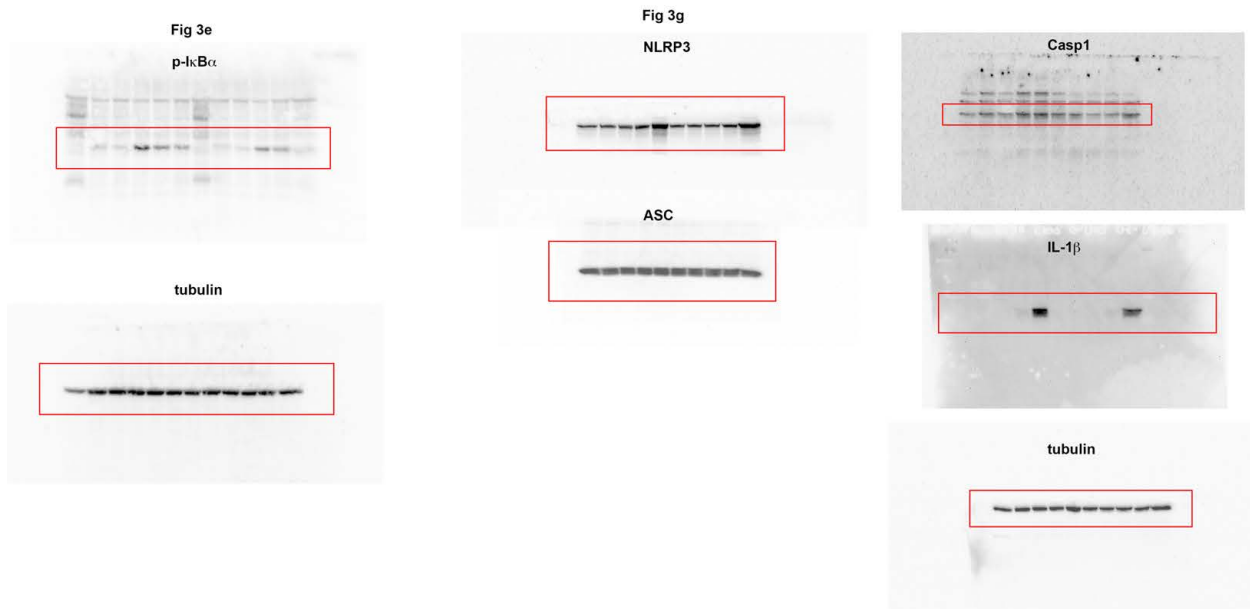 Fig 3e
p-IκBα
tubulin
Fig 3g
NLRP3
ASC
Casp1
IL-1β
tubulin